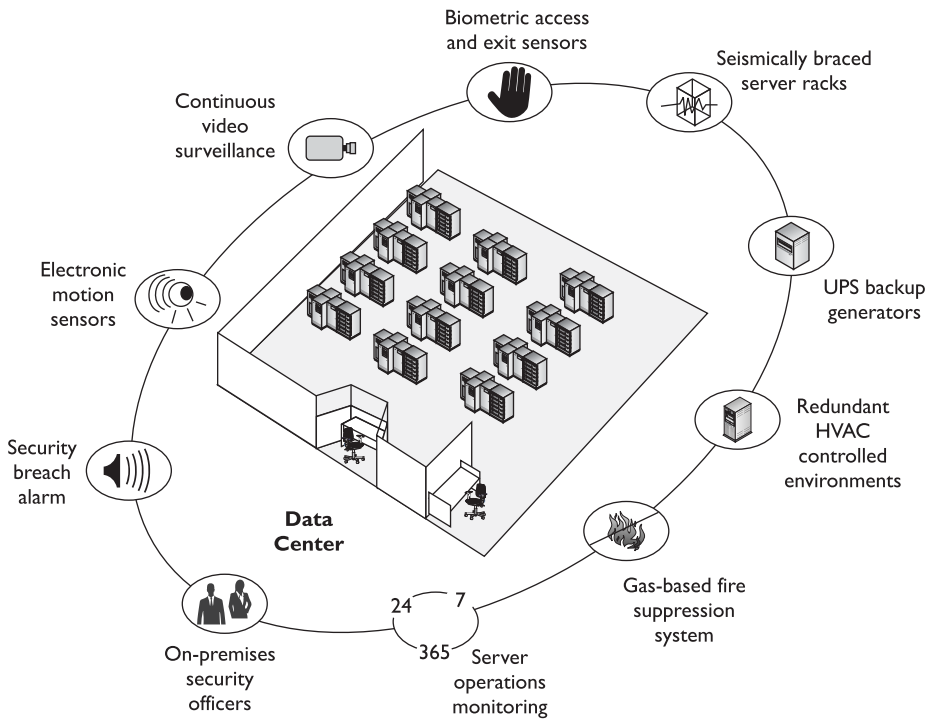 Biometric access
and exit sensors
Seismically braced
server racks
Continuous
video
surveillance
Electronic
motion
sensors
UPS backup
generators
Redundant
HVAC
controlled
environments
Security
breach
alarm
Data
Center
Gas-based fire
suppression
system
24 7
365
Server
operations
monitoring
On-premises
security
officers